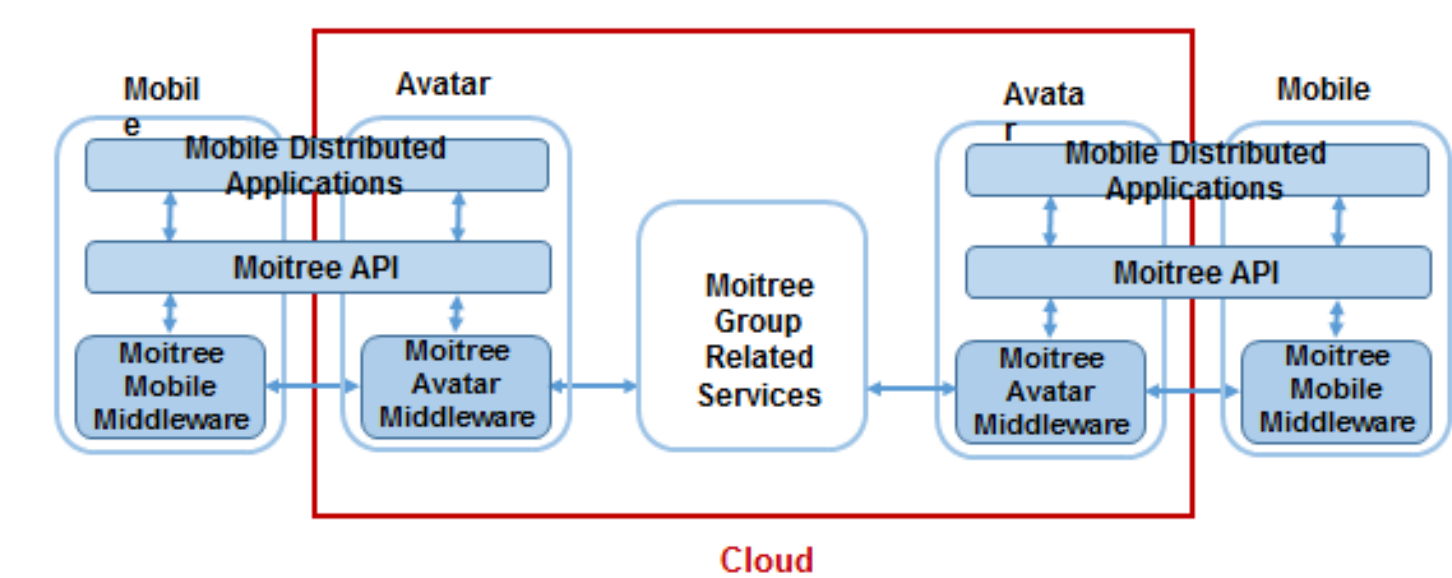 Mobil
e
Avatar
Avata
r
Mobile
Mobile Distributed
Applications
Mobile Distributed
Applications
Moitree API
Moitree API
Moitree
Mobile
Middleware
Moitree
Avatar
Middleware
Moitree
Group
Related
Services
Moitree
Avatar
Middleware
Moitree
Mobile
Middleware
Cloud